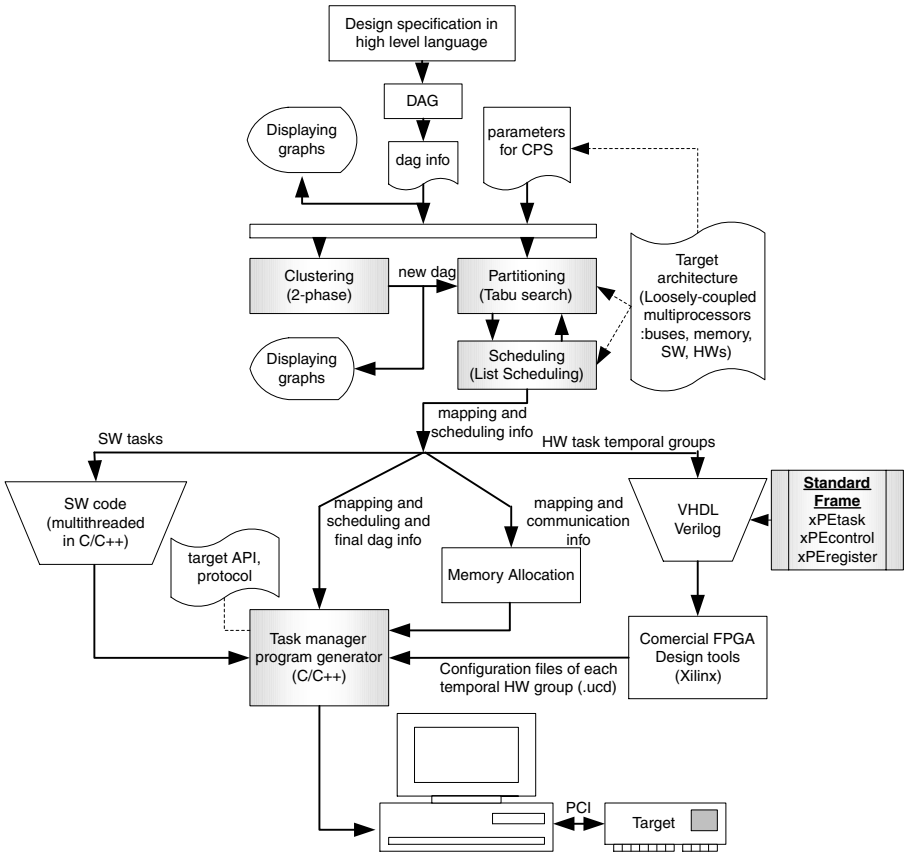 Design specification in
high level language
DAG
Displaying
graphs
dag info
parameters
for CPS
Target
architecture
(Loosely-coupled
multiprocessors
:buses, memory,
SW, HWs)
Clustering
(2-phase)
new dag
Partitioning
(Tabu search)
Displaying
graphs
Scheduling
(List Scheduling)
mapping and
scheduling info
SW tasks
HW task temporal groups
SW code
(multithreaded
in C/C++)
mapping and
scheduling and
final dag info
mapping and
communication
info
VHDL
Verilog
Standard
Frame
xPEtask
xPEcontrol
xPEregister
target API,
protocol
Memory Allocation
Task manager
program generator
(C/C++)
Configuration files of each
temporal HW group (.ucd)
Comercial FPGA
Design tools
(Xilinx)
PCI
Target